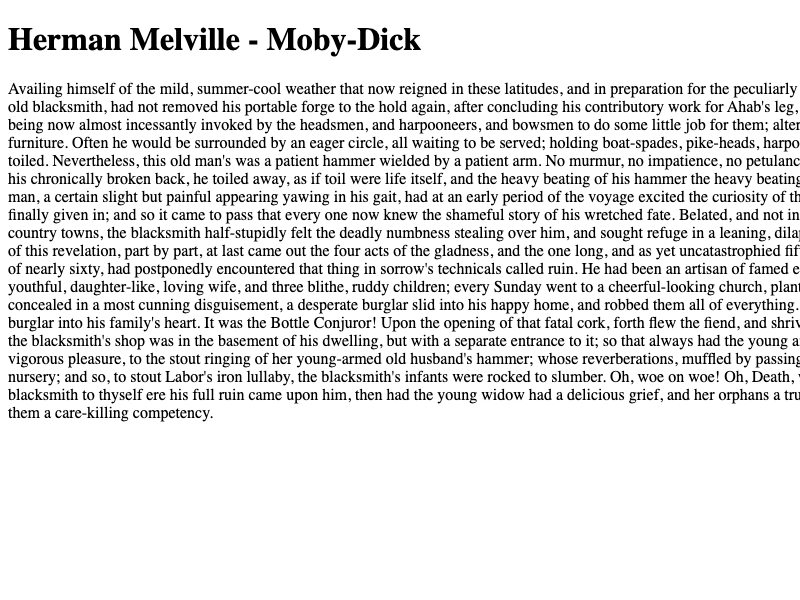 Herman Melville - Moby-Dick
Availing himself of the mild, summer-cool weather that now reigned in these latitudes, and in preparation for the peculiarly
old blacksmith, had not removed his portable forge to the hold again, after concluding his contributory work for Ahab's leg,
being now almost incessantly invoked by the headsmen, and harpooneers, and bowsmen to do some little job for them;
furniture. Often he would be surrounded by an eager circle, all waiting to be served; holding boat-spades, pike-heads,
toiled. Nevertheless, this old man's was a patient hammer wielded by a patient arm. No murmur, no impatience, no
his chronically broken back, he toiled away, as if toil were life itself, and the heavy beating of his hammer the heavy beating
man, a certain slight but painful appearing yawing in his gait, had at an early period of the voyage excited the curiosity of
finally given in; and so it came to pass that every one now knew the shameful story of his wretched fate. Belated, and not in
country towns, the blacksmith half-stupidly felt the deadly numbness stealing over him, and sought refuge in a leaning,
of this revelation, part by part, at last came out the four acts of the gladness, and the one long, and as yet uncatastrophied
of nearly sixty, had postponedly encountered that thing in sorrow's technicals called ruin. He had been an artisan of famed
youthful, daughter-like, loving wife, and three blithe, ruddy children; every Sunday went to a cheerful-looking church,
concealed in a most cunning disguisement, a desperate burglar slid into his happy home, and robbed them all of everything.
burglar into his family's heart. It was the Bottle Conjuror! Upon the opening of that fatal cork, forth flew the fiend, and
the blacksmith's shop was in the basement of his dwelling, but with a separate entrance to it; so that always had the young
vigorous pleasure, to the stout ringing of her young-armed old husband's hammer; whose reverberations, muffled by passing
nursery; and so, to stout Labor's iron lullaby, the blacksmith's infants were rocked to slumber. Oh, woe on woe! Oh, Death,
blacksmith to thyself ere his full ruin came upon him, then had the young widow had a delicious grief, and her orphans a
them a care-killing competency.